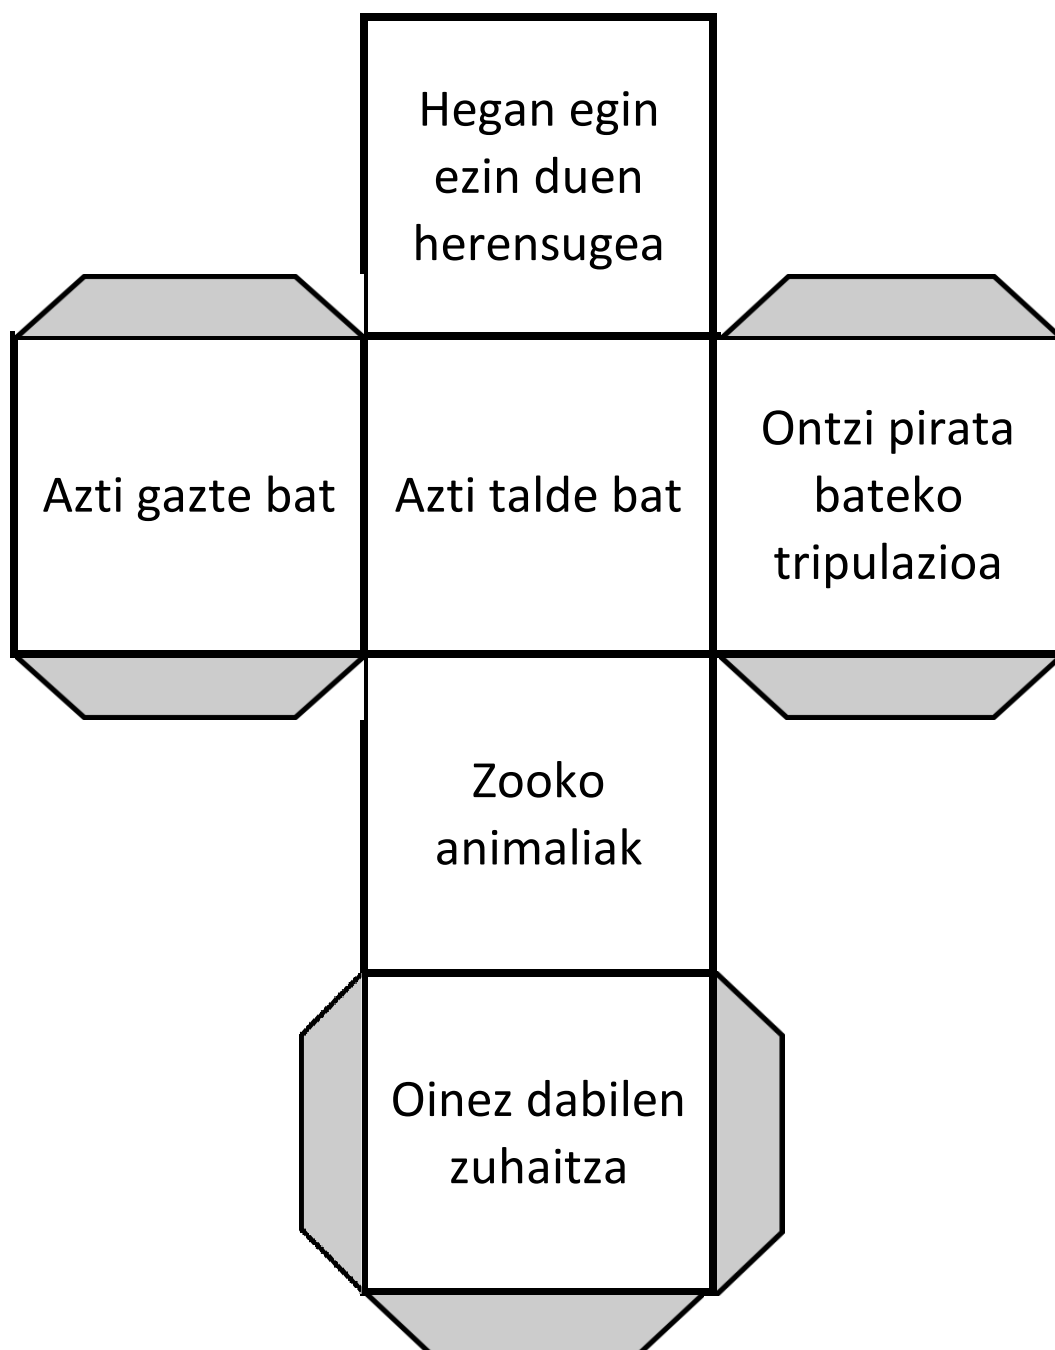 Hegan egin
ezin duen
herensugea
Azti gazte bat
Azti talde bat
Ontzi pirata
bateko
tripulazioa
Zooko
animaliak
Oinez dabilen
zuhaitza